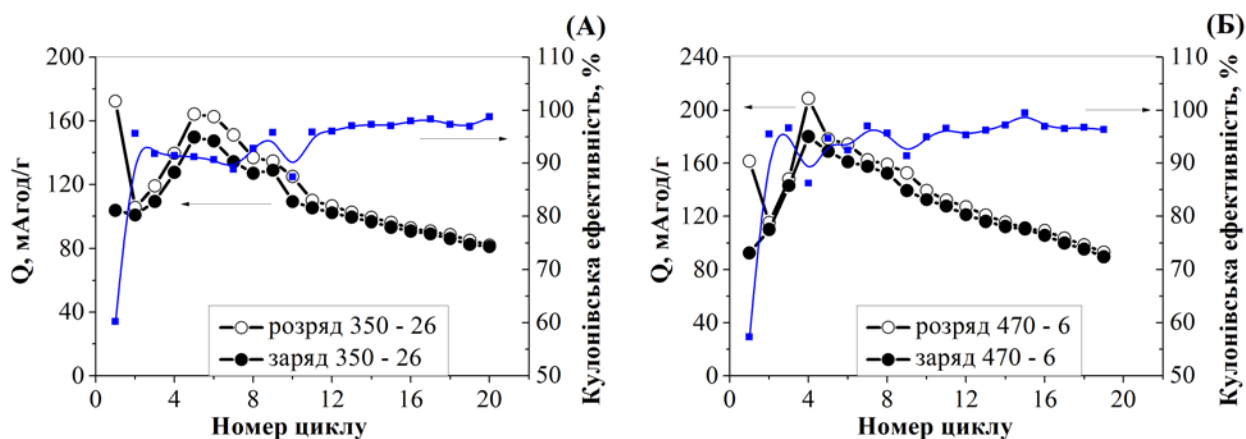 (А)
200
160
120
80
40
0
Q, мАгод/г
110
100
90
80
70
60
50
Кулонівська ефективність, %
розряд 350 - 26
заряд 350 - 26
0 4 8 12 16 20
Номер циклу
(Б)
240
200
160
120
80
40
0
Q, мАгод/г
110
100
90
80
70
60
50
Кулонівська ефективність, %
розряд 470 - 6
заряд 470 - 6
0 4 8 12 16 20
Номер циклу